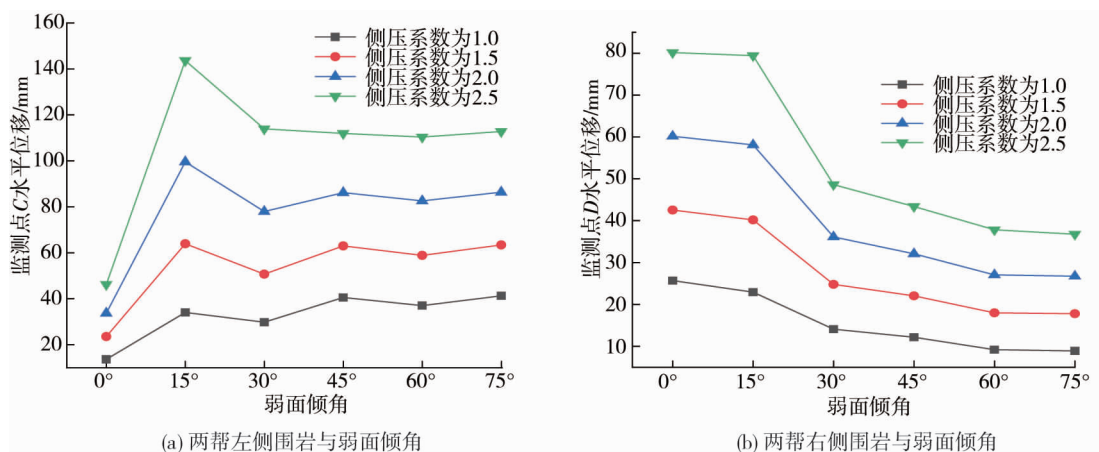 160
140
120
100
80
60
40
20
监测点C水平位移/mm
侧压系数为1.0
侧压系数为1.5
侧压系数为2.0
侧压系数为2.5
0° 15° 30° 45° 60° 75°
弱面倾角
(a) 两帮左侧围岩与弱面倾角
80
70
60
50
40
30
20
10
监测点D水平位移/mm
侧压系数为1.0
侧压系数为1.5
侧压系数为2.0
侧压系数为2.5
0° 15° 30° 45° 60° 75°
弱面倾角
(b) 两帮右侧围岩与弱面倾角